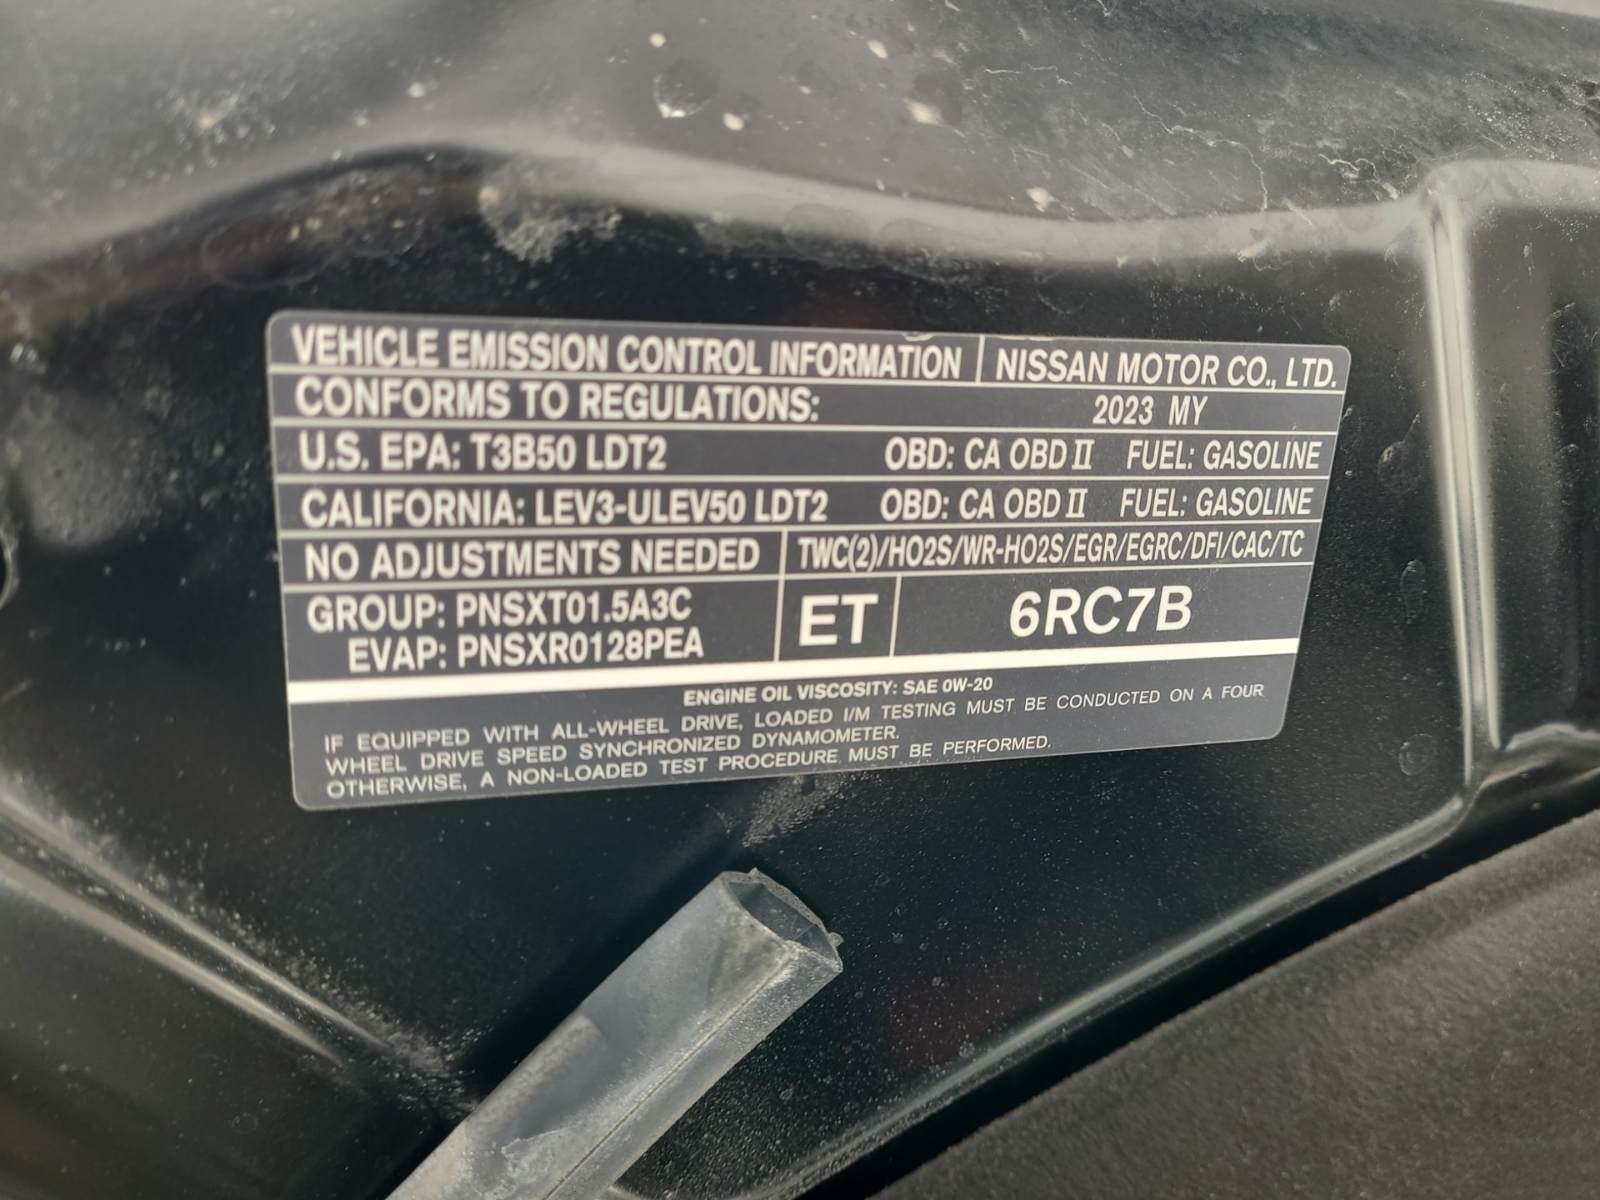 VEHICLE EMISSION CONTROL INFORMATION NISSAN MOTOR CO., LTD.
CONFORMS TO REGULATIONS: 2023 MY
U.S. EPA: T3B50 LDT2 OBD: CA OBD II FUEL: GASOLINE
CALIFORNIA: LEV3-ULEV50 LDT2 OBD: CA OBD II FUEL: GASOLINE
NO ADJUSTMENTS NEEDED TWC(2)/HO2S/WR-HO2S/EGR/EGRC/DFI/CAC/TC
GROUP: PNSXT01.5A3C
EVAP: PNSXR0128PEA
ET
6RC7B
ENGINE OIL VISCOSITY: SAE 0W-20
IF EQUIPPED WITH ALL-WHEEL DRIVE, LOADED I/M TESTING MUST BE CONDUCTED ON A FOUR
WHEEL DRIVE SPEED SYNCHRONIZED DYNAMOMETER.
OTHERWISE, A NON-LOADED TEST PROCEDURE MUST BE PERFORMED.